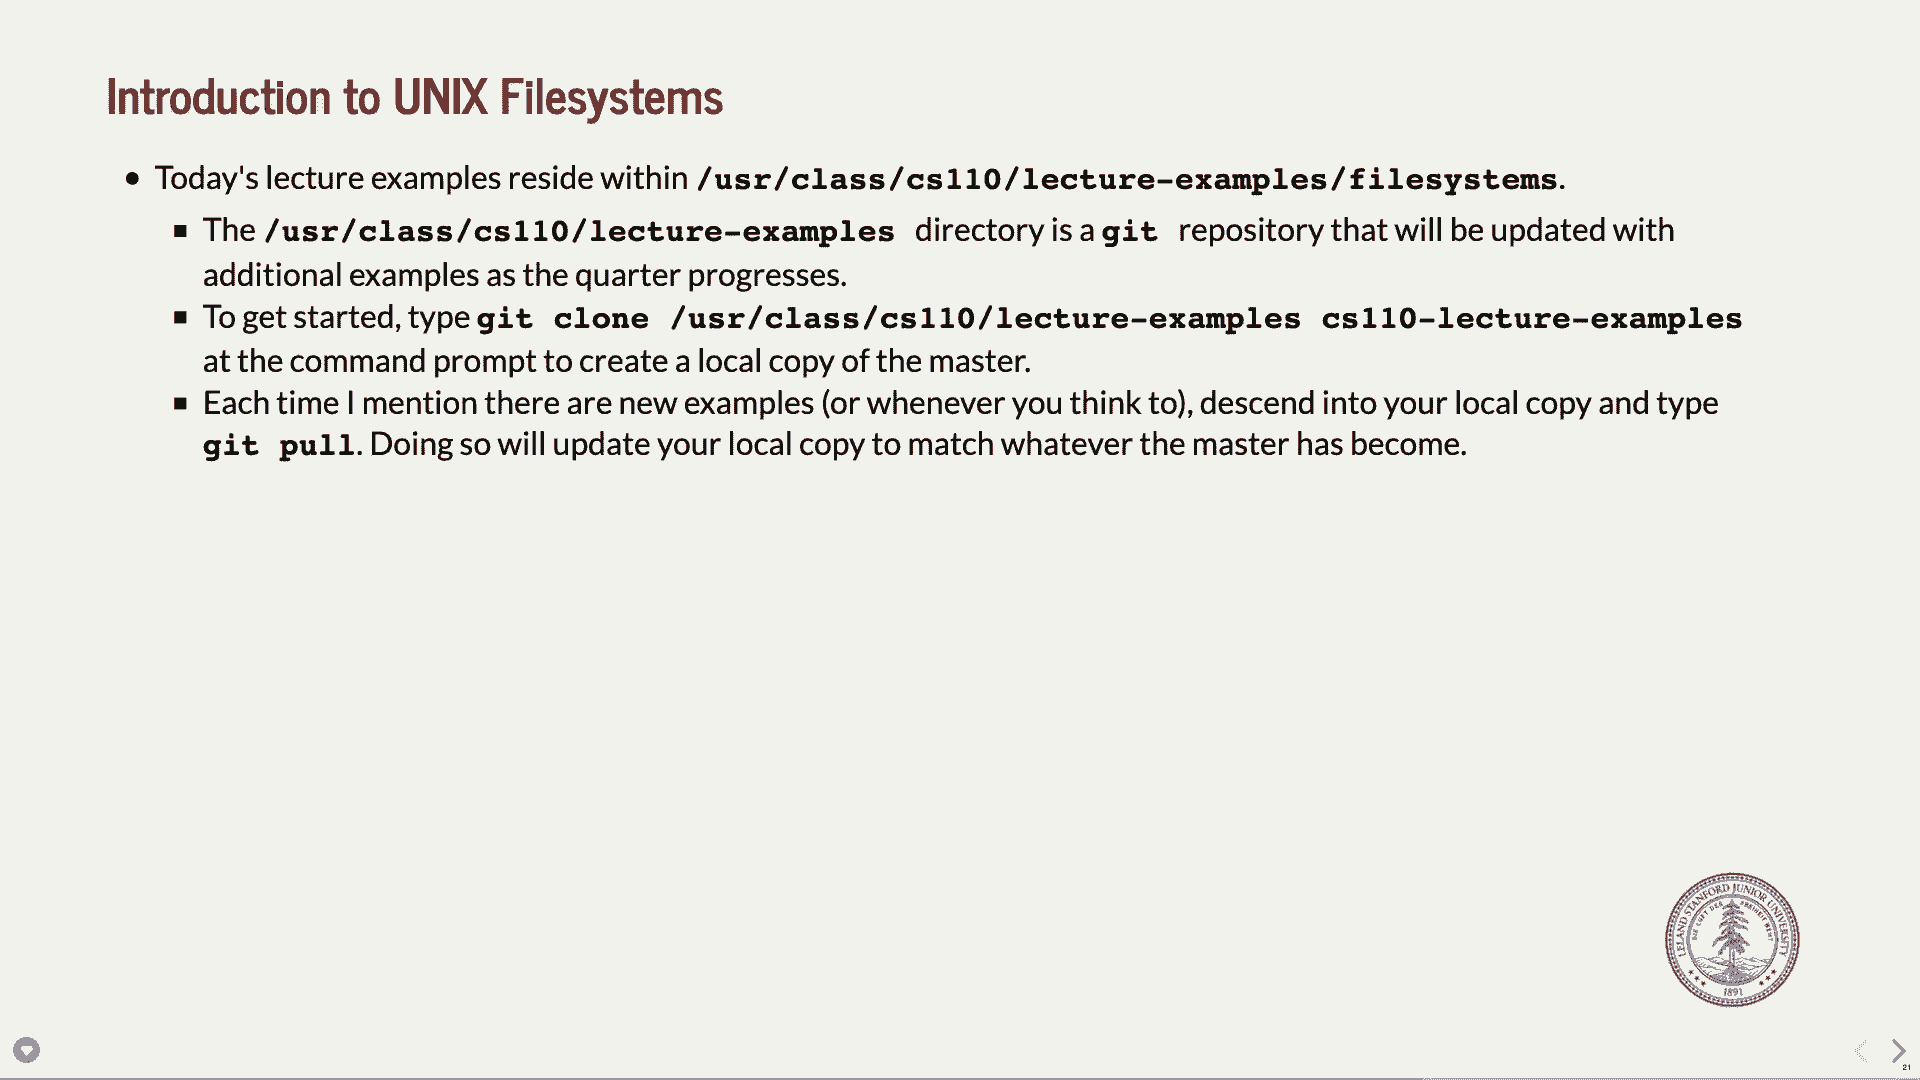 Introduction to UNIX Filesystems
Today's lecture examples reside within /usr/class/cs110/lecture-examples/filesystems.
The /usr/class/cs110/lecture-examples directory is a git repository that will be updated with
additional examples as the quarter progresses.
To get started, type git clone /usr/class/cs110/lecture-examples cs110-lecture-examples
at the command prompt to create a local copy of the master.
Each time I mention there are new examples (or whenever you think to), descend into your local copy and type
git pull. Doing so will update your local copy to match whatever the master has become.
LELAND STANFORD JUNIOR UNIVERSITY
DIE LUFT DER FREIHEIT WEHT
1891
21